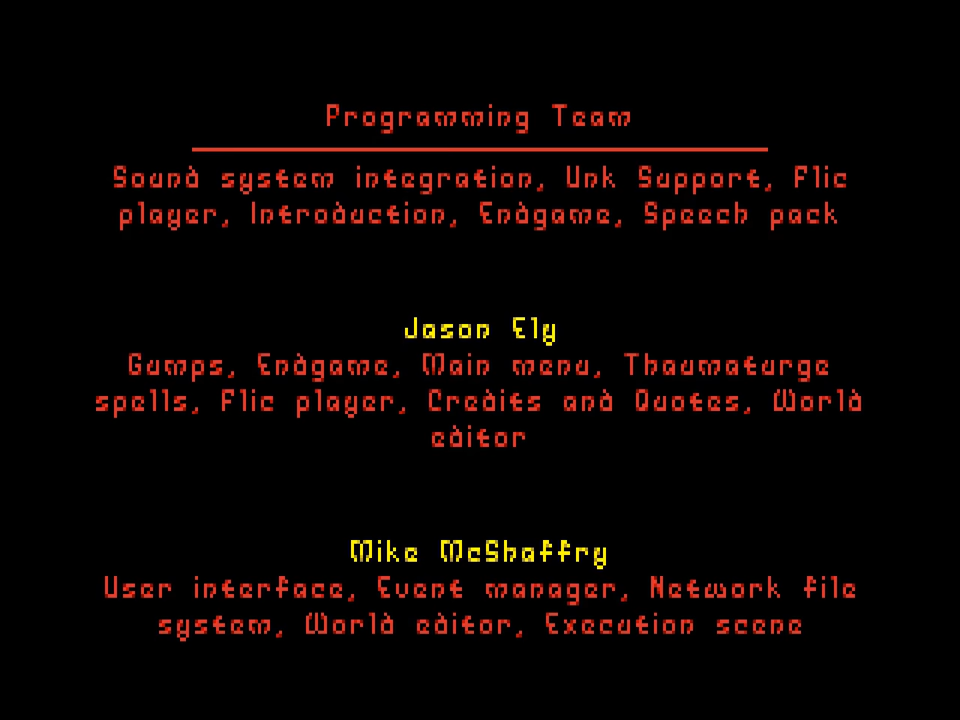 Programming Team
Sound system integration, Unk Support, Flic
player, Introduction, Endgame, Speech pack
Jason Ely
Gumps, Endgame, Main menu, Thaumaturge
spells, Flic player, Credits and Quotes, World
editor
Mike McShaffry
User interface, Event manager, Network file
system, World editor, Execution scene